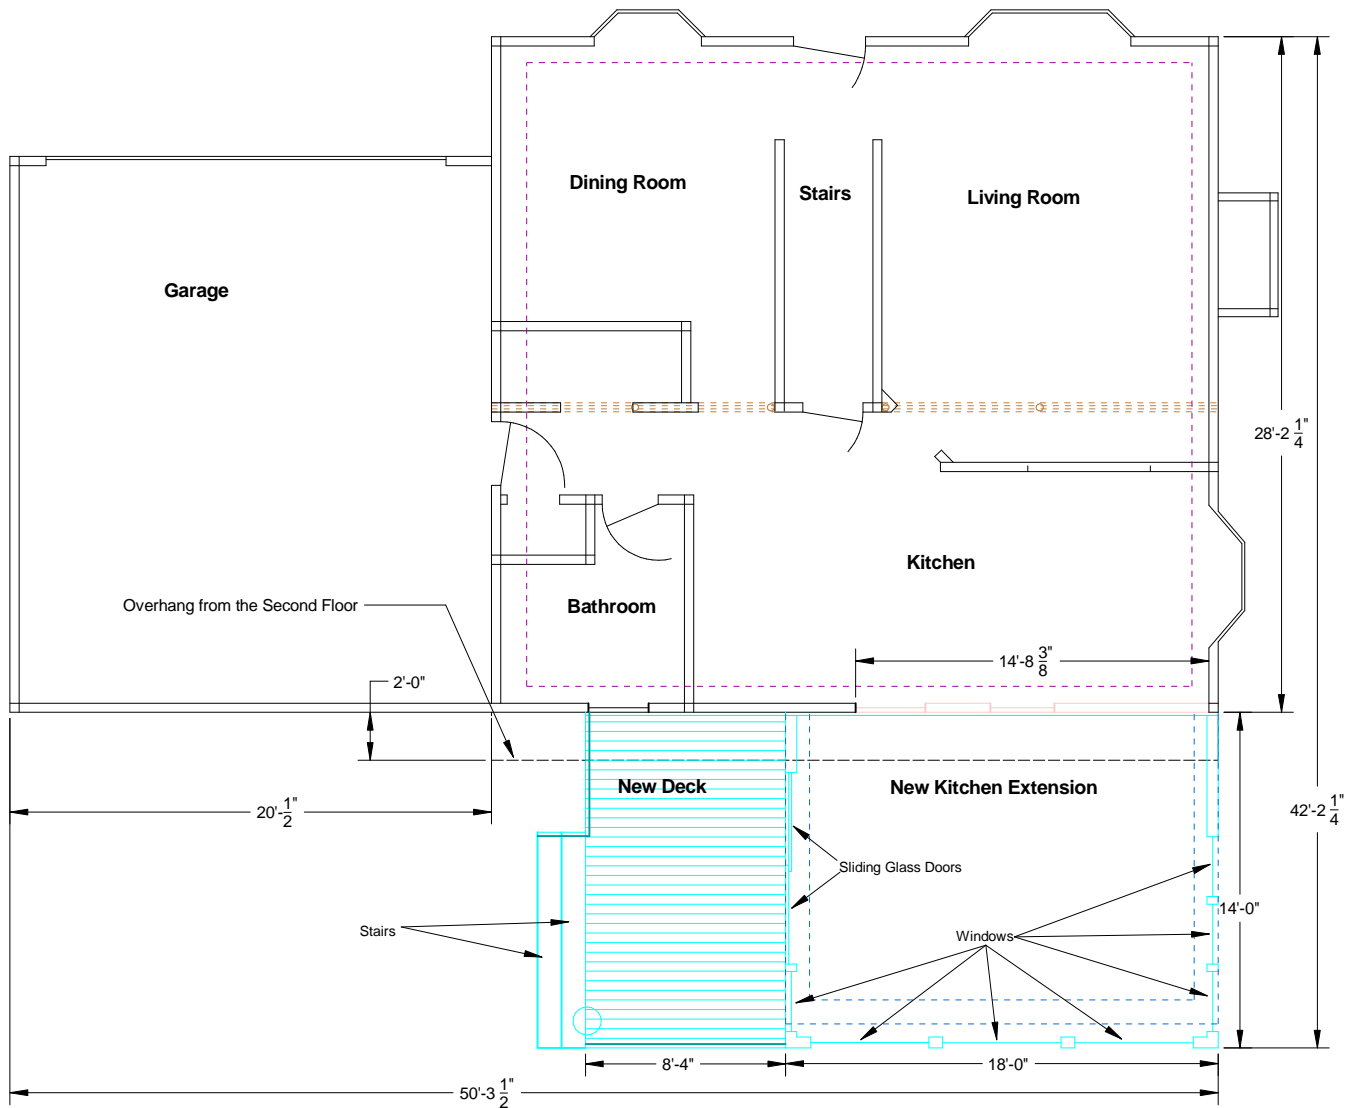 Dining Room
Stairs
Living Room
Garage
28'-2 1/4"
Kitchen
Overhang from the Second Floor
Bathroom
14'-8 3/8"
2'-0"
New Deck
New Kitchen Extension
20'-1/2"
42'-2 1/4"
Sliding Glass Doors
14'-0"
Stairs
Windows
8'-4"
18'-0"
50'-3 1/2"